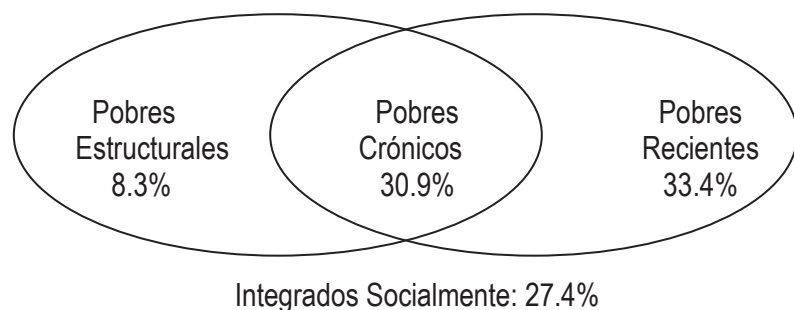 Pobres
Estructurales
8.3%
Pobres
Crónicos
30.9%
Pobres
Recientes
33.4%
Integrados Socialmente: 27.4%